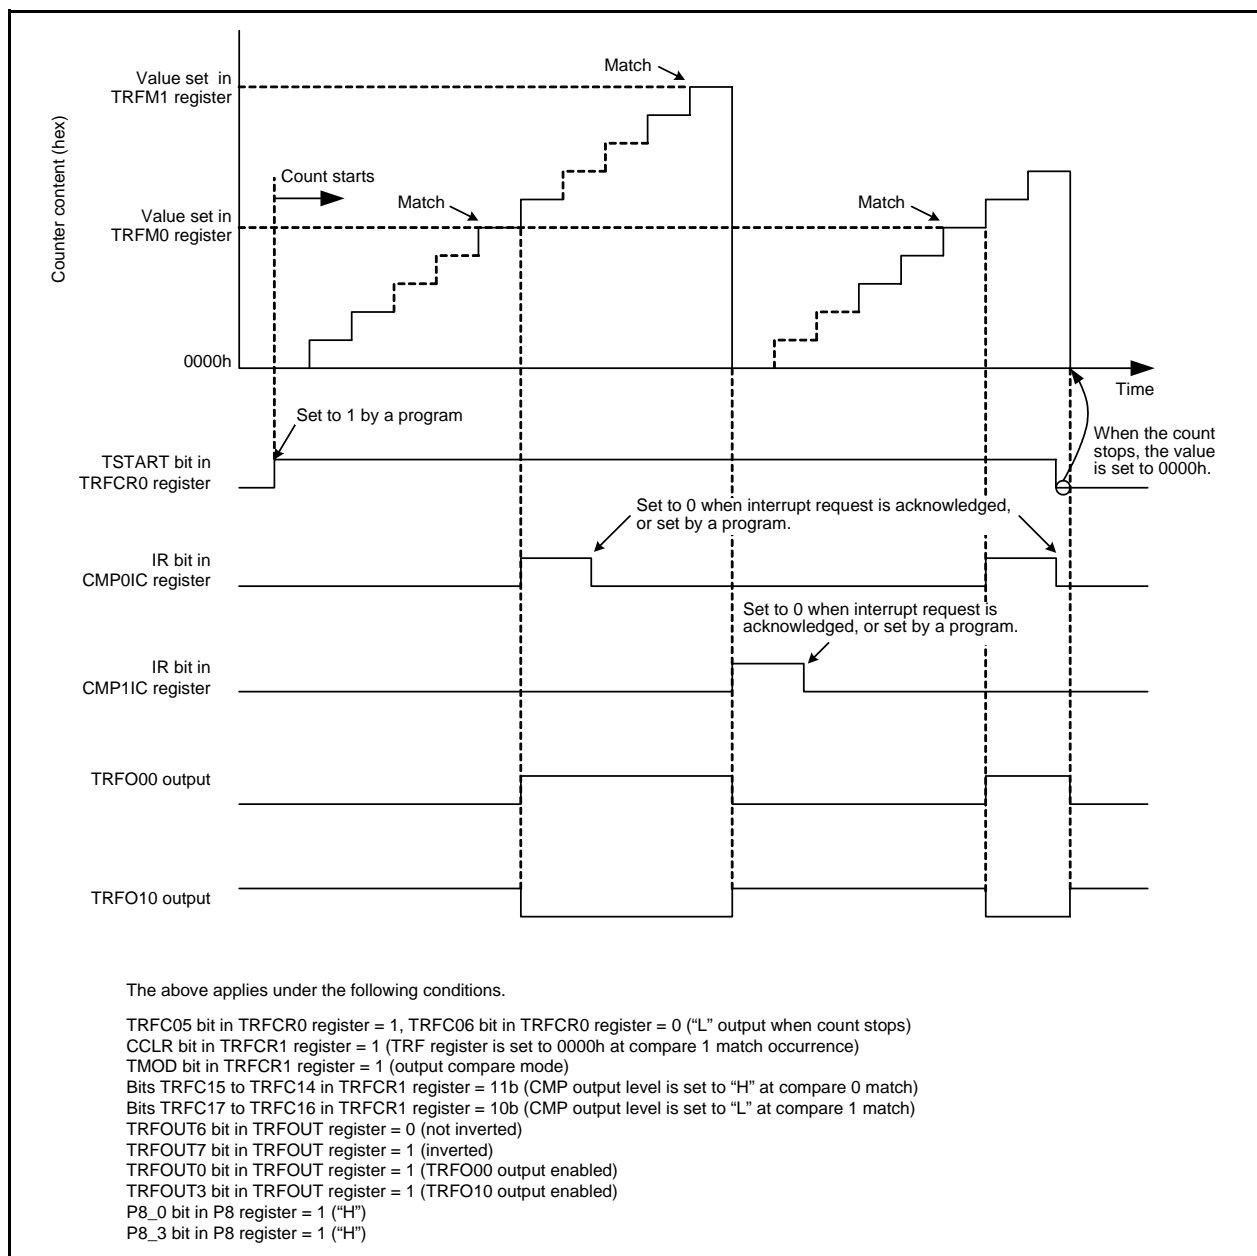 Match
Value set in
TRFM1 register
Counter content (hex)
Count starts
Match
Match
Value set in
TRFM0 register
0000h
Time
Set to 1 by a program
When the count
stops, the value
is set to 0000h.
TSTART bit in
TRFCR0 register
Set to 0 when interrupt request is acknowledged,
or set by a program.
IR bit in
CMP0IC register
Set to 0 when interrupt request is
acknowledged, or set by a program.
IR bit in
CMP1IC register
TRFO00 output
TRFO10 output
The above applies under the following conditions.
TRFC05 bit in TRFCR0 register = 1, TRFC06 bit in TRFCR0 register = 0 (“L” output when count stops)
CCLR bit in TRFCR1 register = 1 (TRF register is set to 0000h at compare 1 match occurrence)
TMOD bit in TRFCR1 register = 1 (output compare mode)
Bits TRFC15 to TRFC14 in TRFCR1 register = 11b (CMP output level is set to “H” at compare 0 match)
Bits TRFC17 to TRFC16 in TRFCR1 register = 10b (CMP output level is set to “L” at compare 1 match)
TRFOUT6 bit in TRFOUT register = 0 (not inverted)
TRFOUT7 bit in TRFOUT register = 1 (inverted)
TRFOUT0 bit in TRFOUT register = 1 (TRFO00 output enabled)
TRFOUT3 bit in TRFOUT register = 1 (TRFO10 output enabled)
P8_0 bit in P8 register = 1 (“H”)
P8_3 bit in P8 register = 1 (“H”)